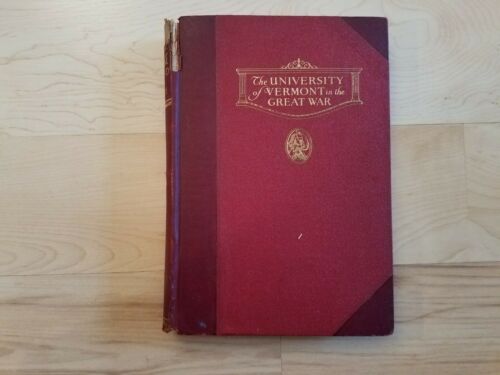 The UNIVERSITY
of VERMONT in the
GREAT WAR